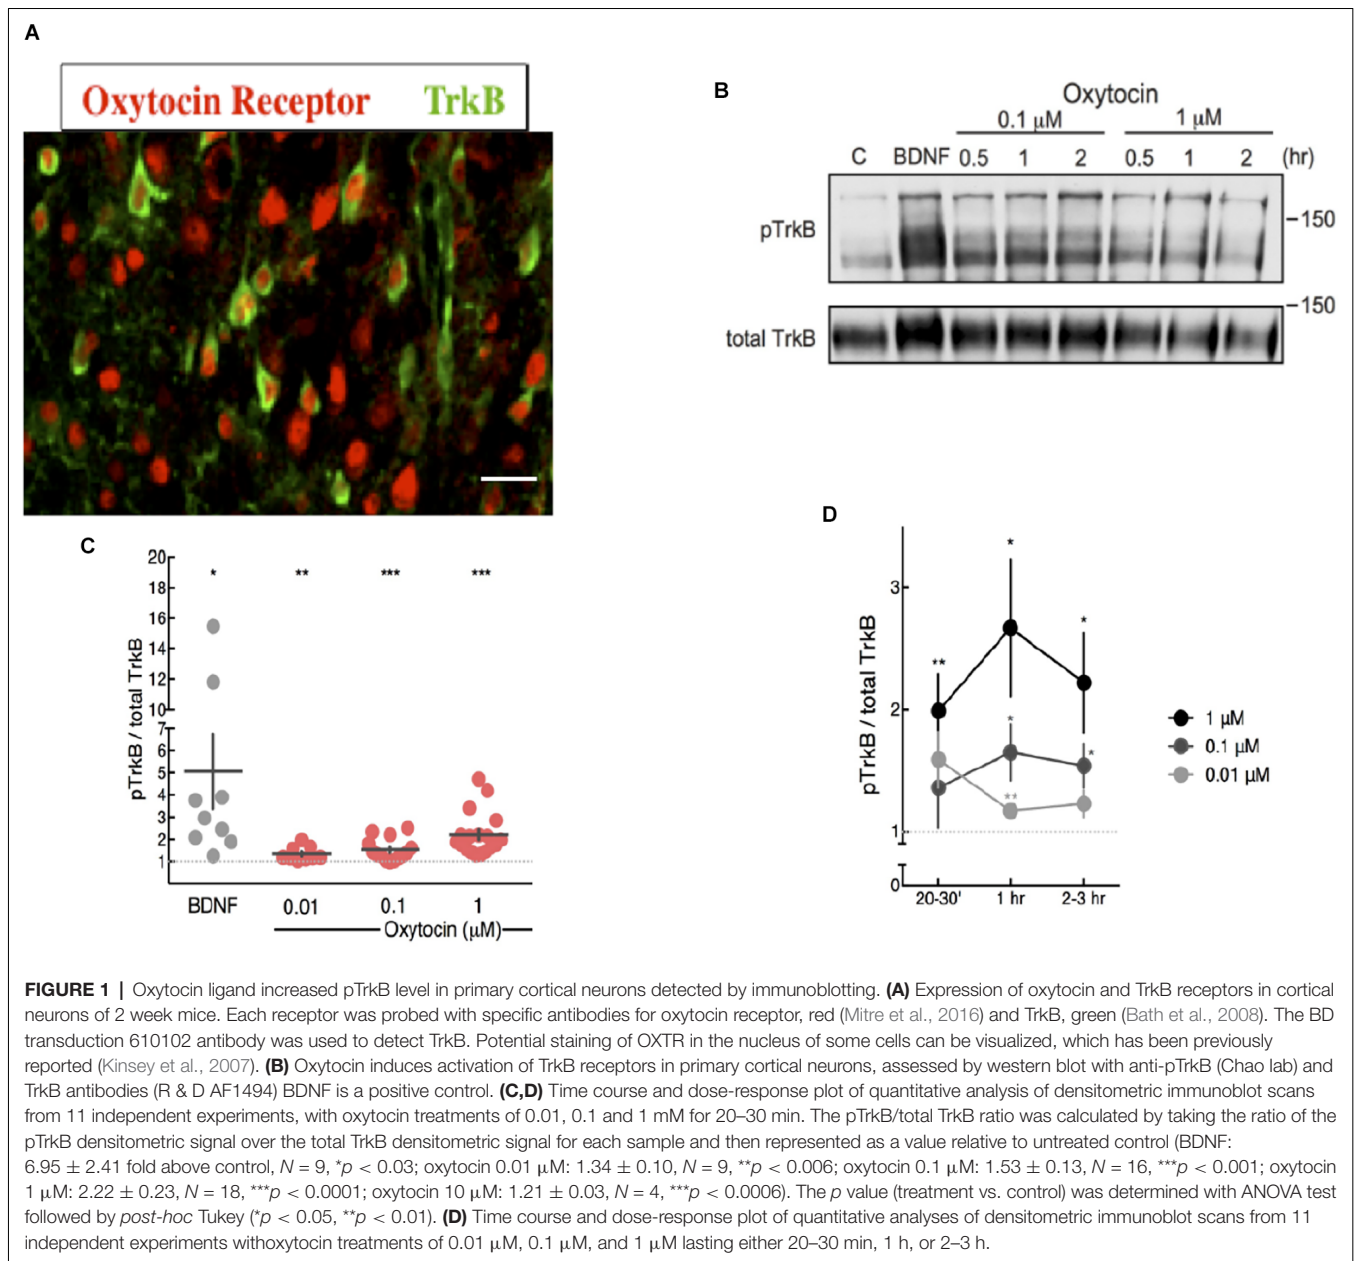 A
Oxytocin Receptor TrkB
B
Oxytocin
0.1 μM 1 μM
C BDNF 0.5 1 2 0.5 1 2 (hr)
pTrkB
–150
–150
total TrkB
C
pTrkB / total TrkB
20
18
16
14
12
10
7
6
5
4
3
2
1
* ** *** ***
BDNF 0.01 0.1 1
Oxytocin (μM)
D
pTrkB / total TrkB
3
2
1
0
** * *
* *
**
20-30' 1 hr 2-3 hr
1 μM
0.1 μM
0.01 μM
FIGURE 1 | Oxytocin ligand increased pTrkB level in primary cortical neurons detected by immunoblotting. (A) Expression of oxytocin and TrkB receptors in cortical
neurons of 2 week mice. Each receptor was probed with specific antibodies for oxytocin receptor, red (Mitre et al., 2016) and TrkB, green (Bath et al., 2008). The BD
transduction 610102 antibody was used to detect TrkB. Potential staining of OXTR in the nucleus of some cells can be visualized, which has been previously
reported (Kinsey et al., 2007). (B) Oxytocin induces activation of TrkB receptors in primary cortical neurons, assessed by western blot with anti-pTrkB (Chao lab) and
TrkB antibodies (R & D AF1494) BDNF is a positive control. (C,D) Time course and dose-response plot of quantitative analysis of densitometric immunoblot scans
from 11 independent experiments, with oxytocin treatments of 0.01, 0.1 and 1 mM for 20–30 min. The pTrkB/total TrkB ratio was calculated by taking the ratio of the
pTrkB densitometric signal over the total TrkB densitometric signal for each sample and then represented as a value relative to untreated control (BDNF:
6.95 ± 2.41 fold above control, N = 9, *p < 0.03; oxytocin 0.01 μM: 1.34 ± 0.10, N = 9, **p < 0.006; oxytocin 0.1 μM: 1.53 ± 0.13, N = 16, ***p < 0.001; oxytocin
1 μM: 2.22 ± 0.23, N = 18, ***p < 0.0001; oxytocin 10 μM: 1.21 ± 0.03, N = 4, ***p < 0.0006). The p value (treatment vs. control) was determined with ANOVA test
followed by post-hoc Tukey (*p < 0.05, **p < 0.01). (D) Time course and dose-response plot of quantitative analyses of densitometric immunoblot scans from 11
independent experiments withoxytocin treatments of 0.01 μM, 0.1 μM, and 1 μM lasting either 20–30 min, 1 h, or 2–3 h.